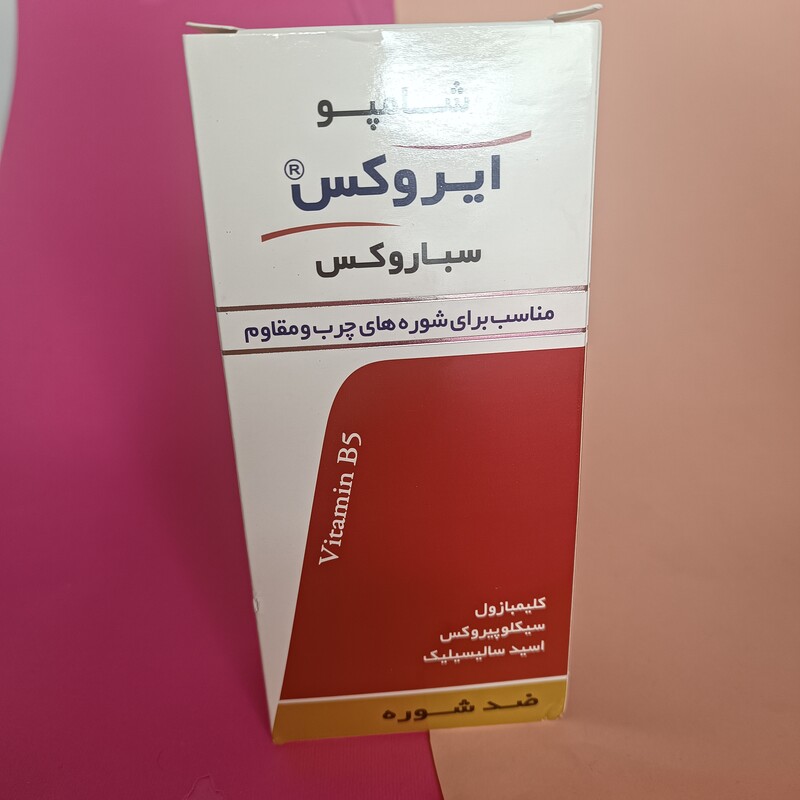 شامپو
ایروکس®
سباروکس
مناسب برای شوره های چرب و مقاوم
Vitamin B5
کلیمبازول
سیکلوپیروکس
اسید سالیسیلیک
ضد شوره